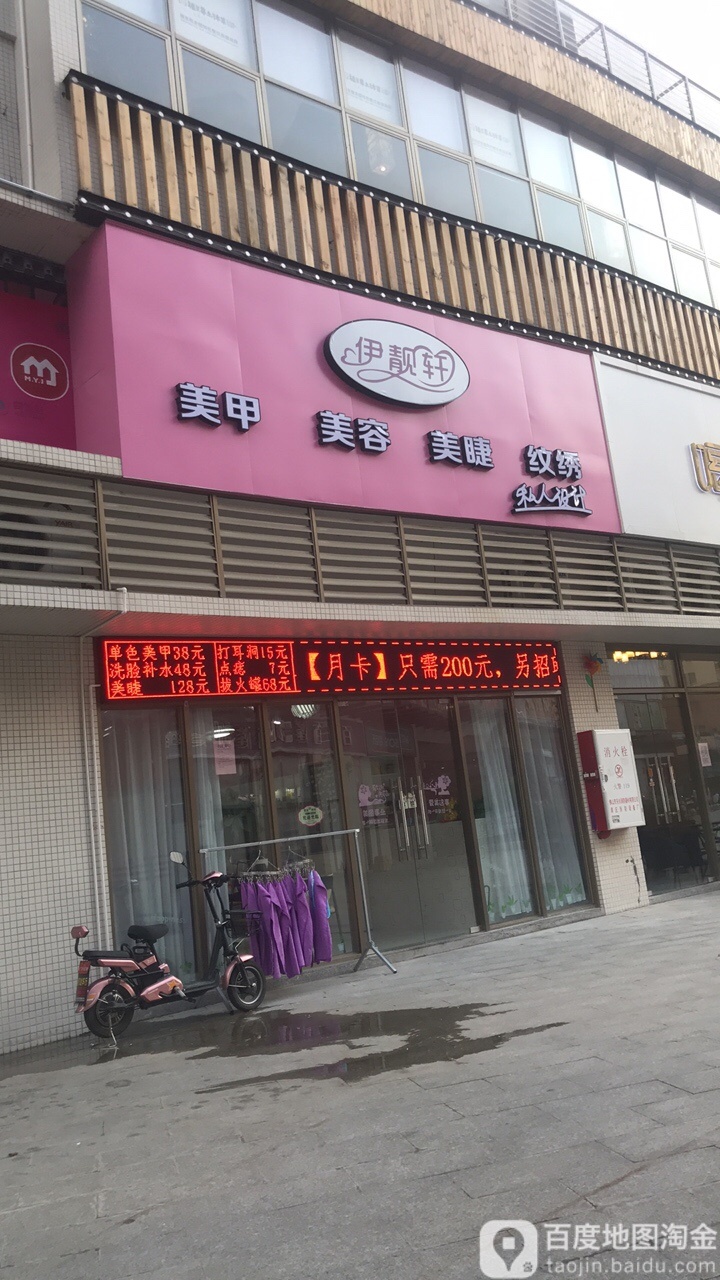 伊靓轩
M.Y.J
美甲 美容 美睫 纹绣
私人设计
单色美甲38元 打耳洞15元
洗脸补水48元 点痣 7元
美睫 128元 拔火罐68元
【月卡】只需200元，另招
消火栓
百度地图淘金
taojin.baidu.com